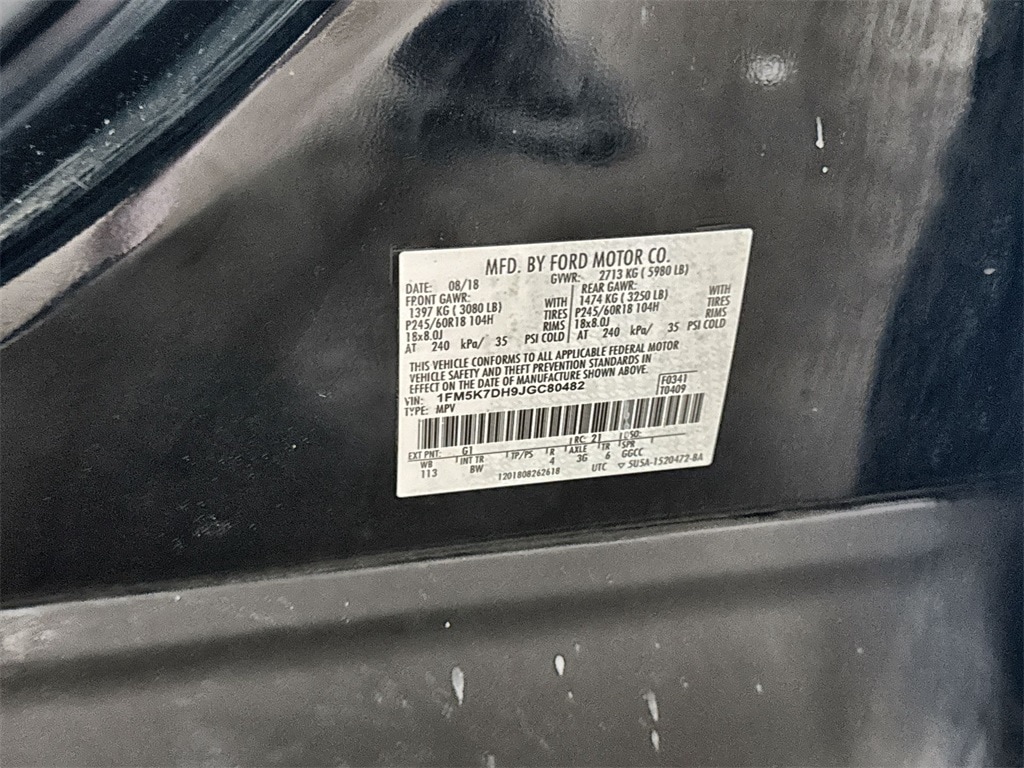 MFD. BY FORD MOTOR CO.
DATE: 08/18 GVWR: 2713 KG ( 5980 LB)
FRONT GAWR: REAR GAWR:
1397 KG ( 3080 LB) WITH 1474 KG ( 3250 LB) WITH
P245/60R18 104H TIRES P245/60R18 104H TIRES
18x8.0J RIMS 18x8.0J RIMS
AT 240 kPa/ 35 PSI COLD AT 240 kPa/ 35 PSI COLD
THIS VEHICLE CONFORMS TO ALL APPLICABLE FEDERAL MOTOR
VEHICLE SAFETY AND THEFT PREVENTION STANDARDS IN
EFFECT ON THE DATE OF MANUFACTURE SHOWN ABOVE.
VIN: 1FM5K7DH9JGC80482 F0341
TYPE: MPV T0409
EXT PNT: G1 RC: 21 DSO:
WB INT TR TP/PS R AXLE TR SPR
113 BW 4 3G 6 GGCC
1201808262618 UTC ▽ 5USA-1520472-BA